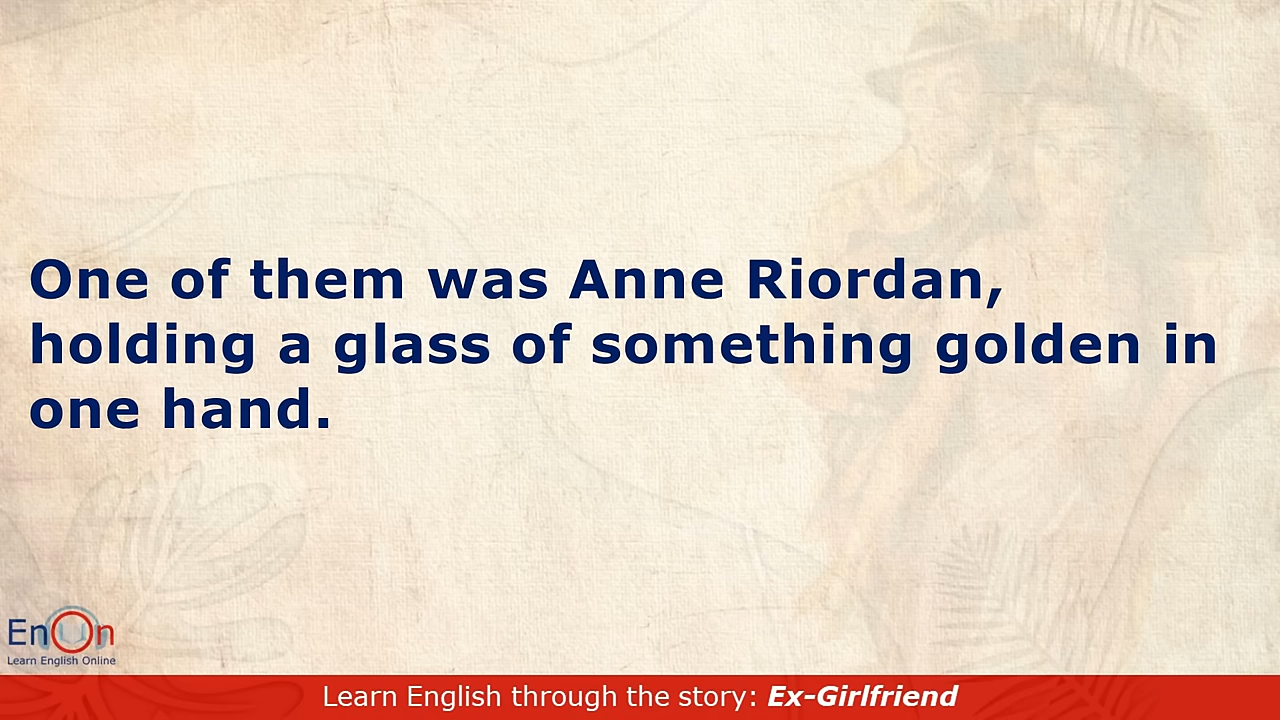 One of them was Anne Riordan,
holding a glass of something golden in
one hand.
EnOn
Learn English Online
Learn English through the story: Ex-Girlfriend